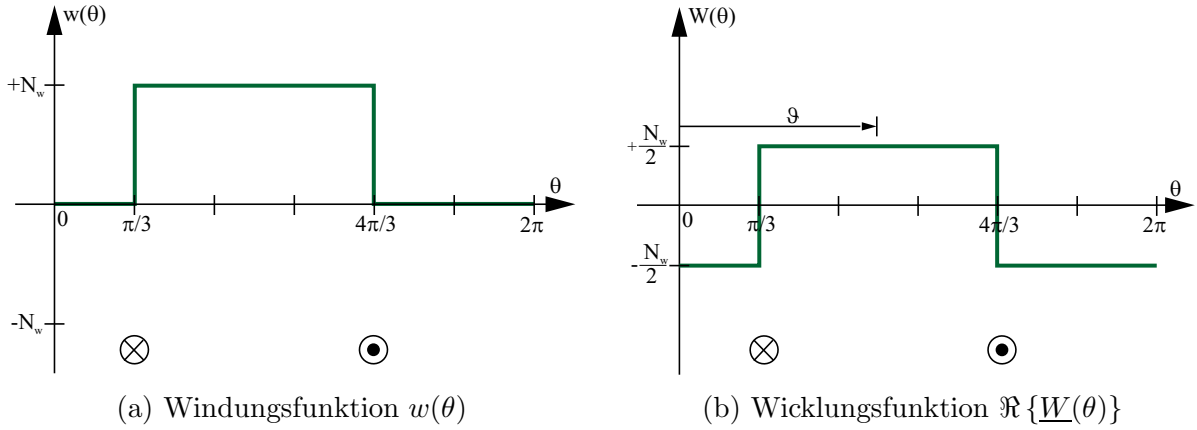 w(θ)
+N_w
θ
0
π/3
4π/3
2π
-N_w
(a) Windungsfunktion w(θ)
W(θ)
ϑ
+N_w/2
θ
0
π/3
4π/3
2π
-N_w/2
(b) Wicklungsfunktion ℜ{W(θ)}